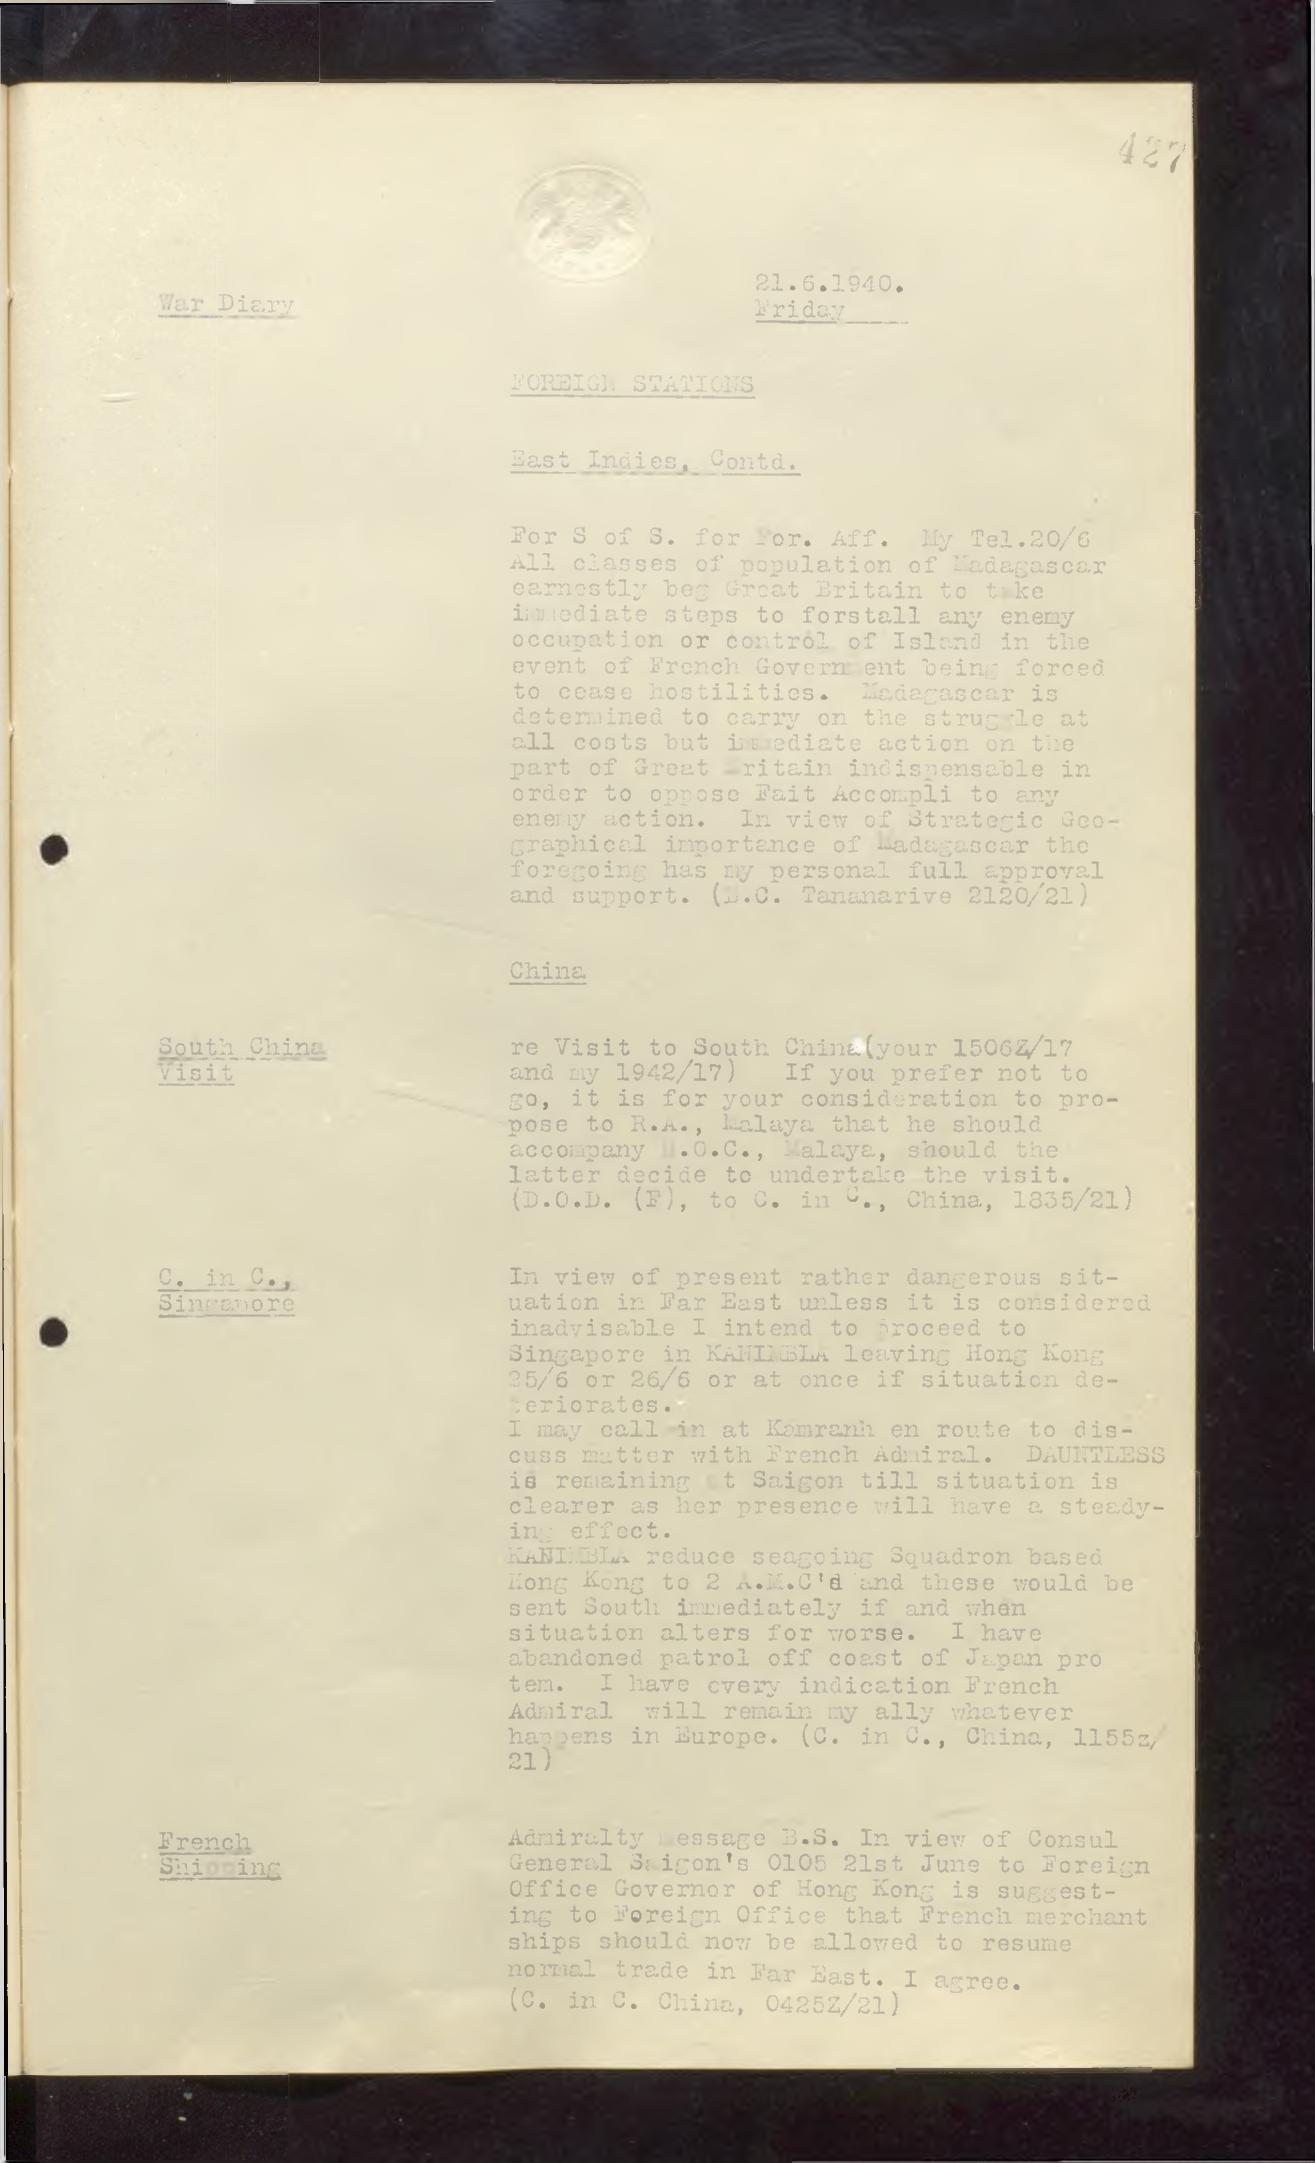 427
War Diary
21.6.1940.
Friday
FOREIGN STATIONS
East Indies, Contd.
For S of S. for For. Aff. My Tel.20/6
All classes of population of Madagascar
earnestly beg Great Britain to take
immediate steps to forstall any enemy
occupation or control of Island in the
event of French Government being forced
to cease hostilities. Madagascar is
determined to carry on the struggle at
all costs but immediate action on the
part of Great Britain indispensable in
order to oppose Fait Accompli to any
enemy action. In view of Strategic Geo-
graphical importance of Madagascar the
foregoing has my personal full approval
and support. (B.C. Tananarive 2120/21)
China
South China
Visit
re Visit to South China(your 1506Z/17
and my 1942/17) If you prefer not to
go, it is for your consideration to pro-
pose to R.A., Malaya that he should
accompany G.O.C., Malaya, should the
latter decide to undertake the visit.
(D.O.D. (F), to C. in C., China, 1835/21)
C. in C.,
Singapore
In view of present rather dangerous sit-
uation in Far East unless it is considered
inadvisable I intend to proceed to
Singapore in KANIMBLA leaving Hong Kong
25/6 or 26/6 or at once if situation de-
teriorates.
I may call in at Kamranh en route to dis-
cuss matter with French Admiral. DAUNTLESS
is remaining at Saigon till situation is
clearer as her presence will have a steady-
ing effect.
KANIMBLA reduce seagoing Squadron based
Hong Kong to 2 A.M.C'd and these would be
sent South immediately if and when
situation alters for worse. I have
abandoned patrol off coast of Japan pro
tem. I have every indication French
Admiral will remain my ally whatever
happens in Europe. (C. in C., China, 1155z/
21)
French
Shipping
Admiralty Message B.S. In view of Consul
General Saigon's 0105 21st June to Foreign
Office Governor of Hong Kong is suggest-
ing to Foreign Office that French merchant
ships should now be allowed to resume
normal trade in Far East. I agree.
(C. in C. China, 0425Z/21)